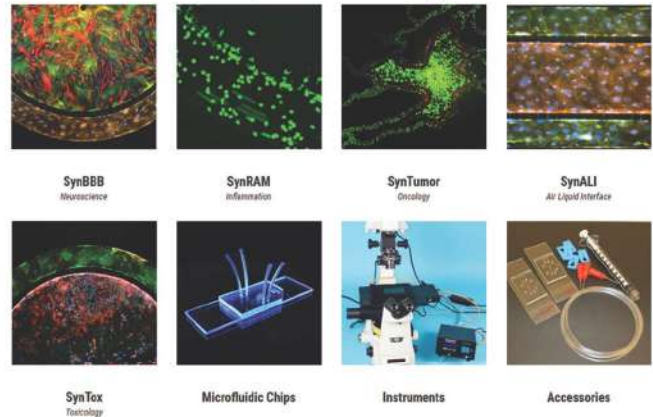 SynBBB
Neuroscience
SynRAM
Inflammation
SynTumor
Oncology
SynALI
Air Liquid Interface
SynTox
Toxicology
Microfluidic Chips
Instruments
Accessories